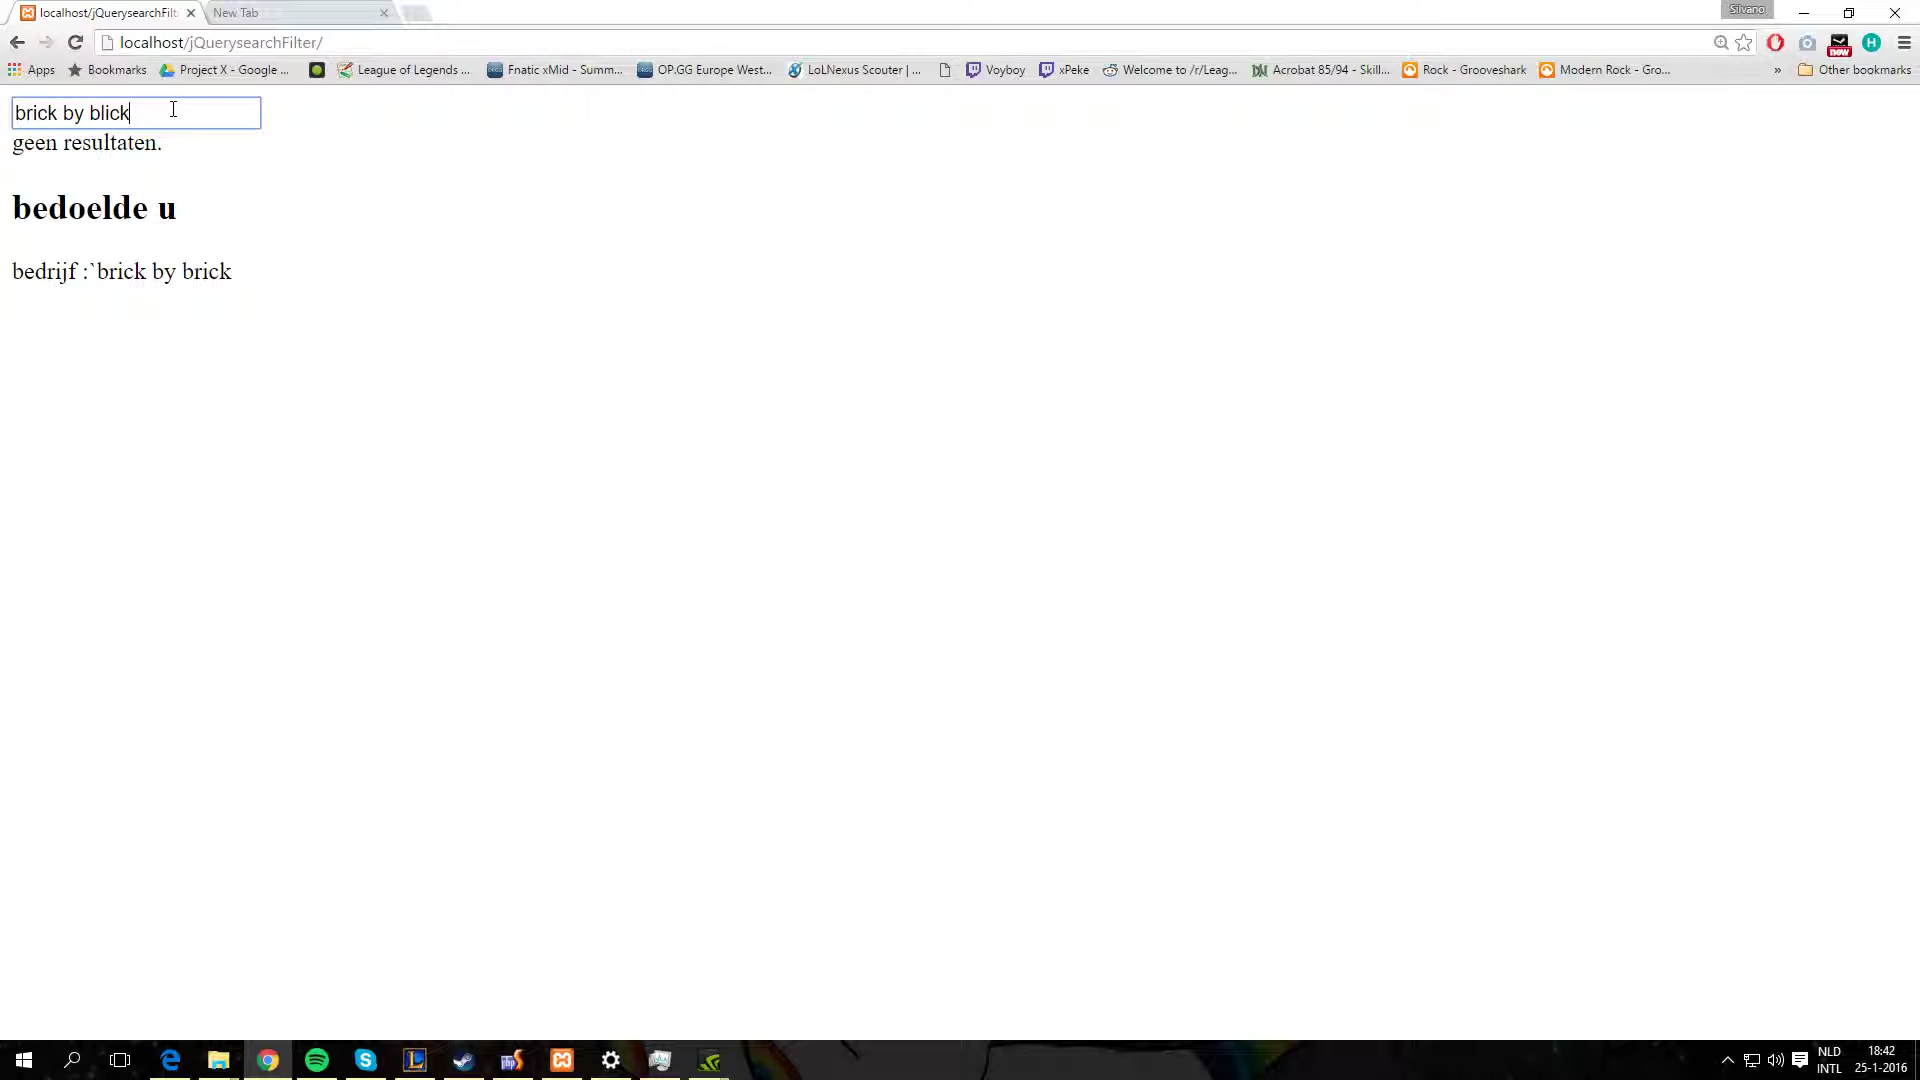 localhost/jQuerysearchFilt
New Tab
Silvano
localhost/jQuerysearchFilter/
new
H
Apps
Bookmarks
Project X - Google ...
League of Legends ...
Fnatic xMid - Summ...
OP.GG Europe West...
LoLNexus Scouter | ...
Voyboy
xPeke
Welcome to /r/Leag...
Acrobat 85/94 - Skill...
Rock - Grooveshark
Modern Rock - Gro...
»
Other bookmarks
brick by blick
geen resultaten.
bedoelde u
bedrijf :`brick by brick
NLD
INTL
18:42
25-1-2016